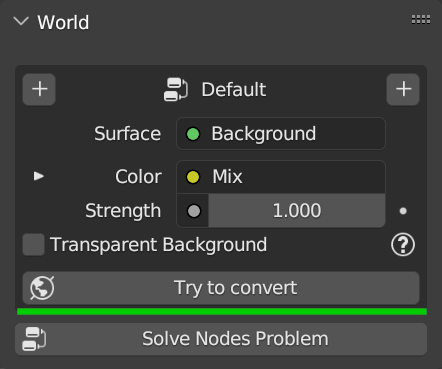 World
+ Default +
Surface Background
Color Mix
Strength 1.000
Transparent Background ?
Try to convert
Solve Nodes Problem